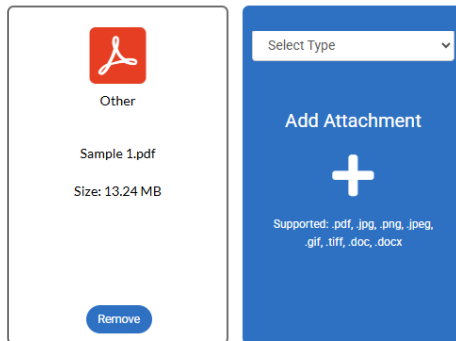 Other
Sample 1.pdf
Size: 13.24 MB
Remove
Select Type
Add Attachment
Supported: .pdf, .jpg, .png, .jpeg,
.gif, .tiff, .doc, .docx